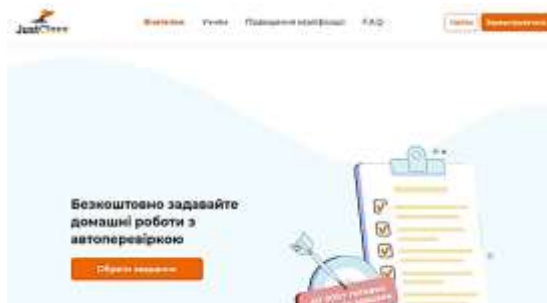 JustClass
Вчителям Учням Підвищення кваліфікації F.A.Q.
Увійти Зареєструватися
Безкоштовно задавайте
домашні роботи з
автоперевіркою
Обрати завдання